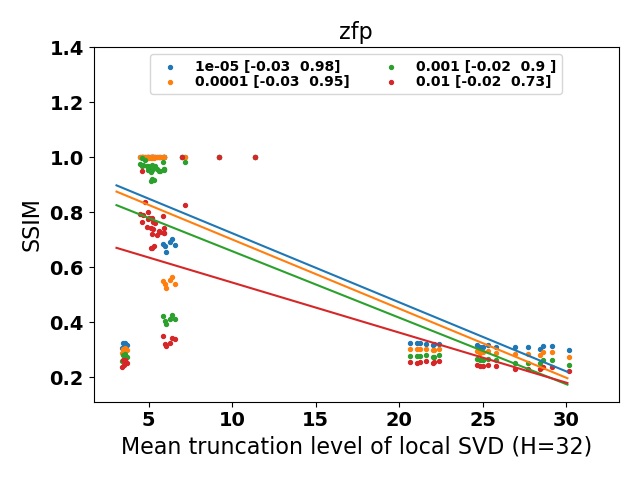 zfp
1e-05 [-0.03  0.98]
0.0001 [-0.03  0.95]
0.001 [-0.02  0.9 ]
0.01 [-0.02  0.73]
SSIM
1.4
1.2
1.0
0.8
0.6
0.4
0.2
5 10 15 20 25 30
Mean truncation level of local SVD (H=32)